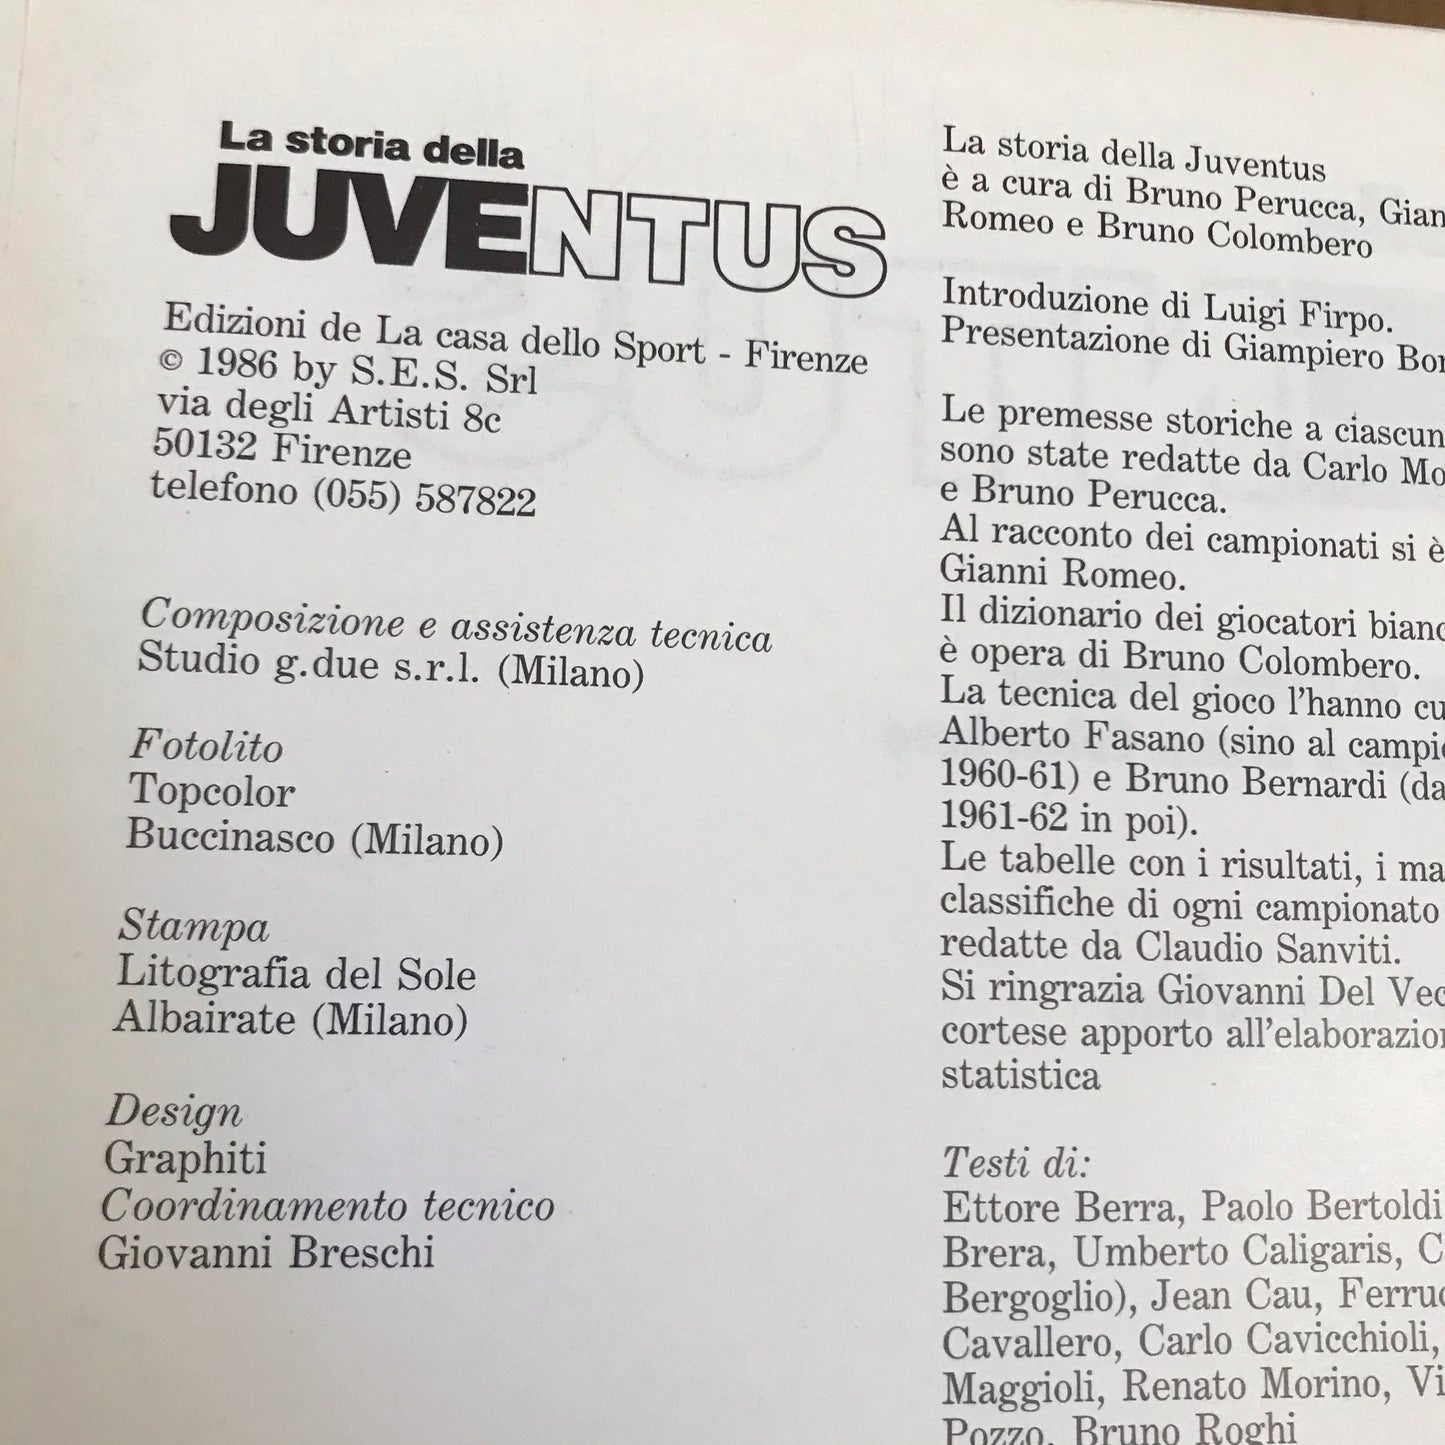 La storia della
JUVENTUS
Edizioni de La casa dello Sport - Firenze
© 1986 by S.E.S. Srl
via degli Artisti 8c
50132 Firenze
telefono (055) 587822
Composizione e assistenza tecnica
Studio g.due s.r.l. (Milano)
Fotolito
Topcolor
Buccinasco (Milano)
Stampa
Litografia del Sole
Albairate (Milano)
Design
Graphiti
Coordinamento tecnico
Giovanni Breschi
La storia della Juventus
è a cura di Bruno Perucca,
Romeo e Bruno Colombero
Introduzione di Luigi Firpo.
Presentazione di Giampiero
Le premesse storiche a
sono state redatte da Carlo
e Bruno Perucca.
Al racconto dei campionati si è
Gianni Romeo.
Il dizionario dei giocatori
è opera di Bruno Colombero.
La tecnica del gioco l'hanno
Alberto Fasano (sino al
1960-61) e Bruno Bernardi
1961-62 in poi).
Le tabelle con i risultati, i
classifiche di ogni campionato
redatte da Claudio Sanviti.
Si ringrazia Giovanni Del
cortese apporto
statistica
Testi di:
Ettore Berra, Paolo Bertoldi
Brera, Umberto Caligaris,
Bergoglio), Jean Cau,
Cavallero, Carlo Cavicchioli,
Maggioli, Renato Morino,
Pozzo, Bruno Roghi